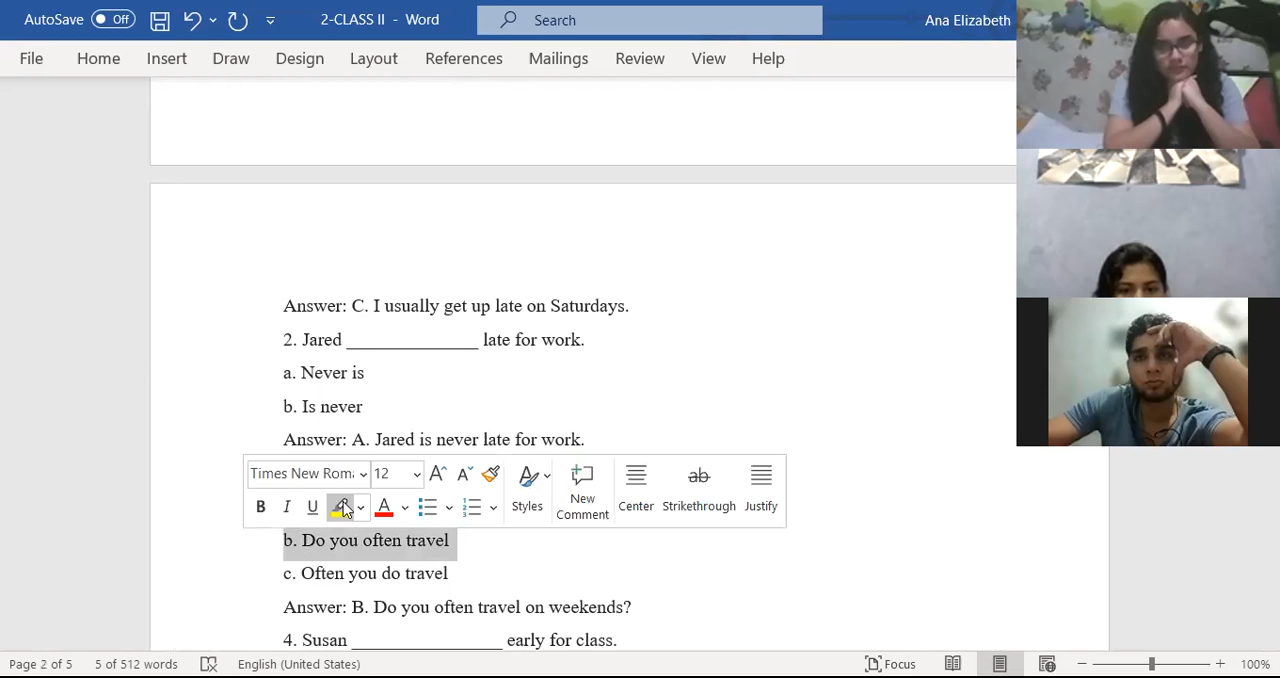 AutoSave Off 2-CLASS II - Word Search Ana Elizabeth
File Home Insert Draw Design Layout References Mailings Review View Help
Answer: C. I usually get up late on Saturdays.
2. Jared ______________ late for work.
a. Never is
b. Is never
Answer: A. Jared is never late for work.
Times New Roma 12 A A
B I U A Styles New Comment Center ab Strikethrough Justify
b. Do you often travel
c. Often you do travel
Answer: B. Do you often travel on weekends?
4. Susan ________________ early for class.
Page 2 of 5 5 of 512 words English (United States) Focus 100%